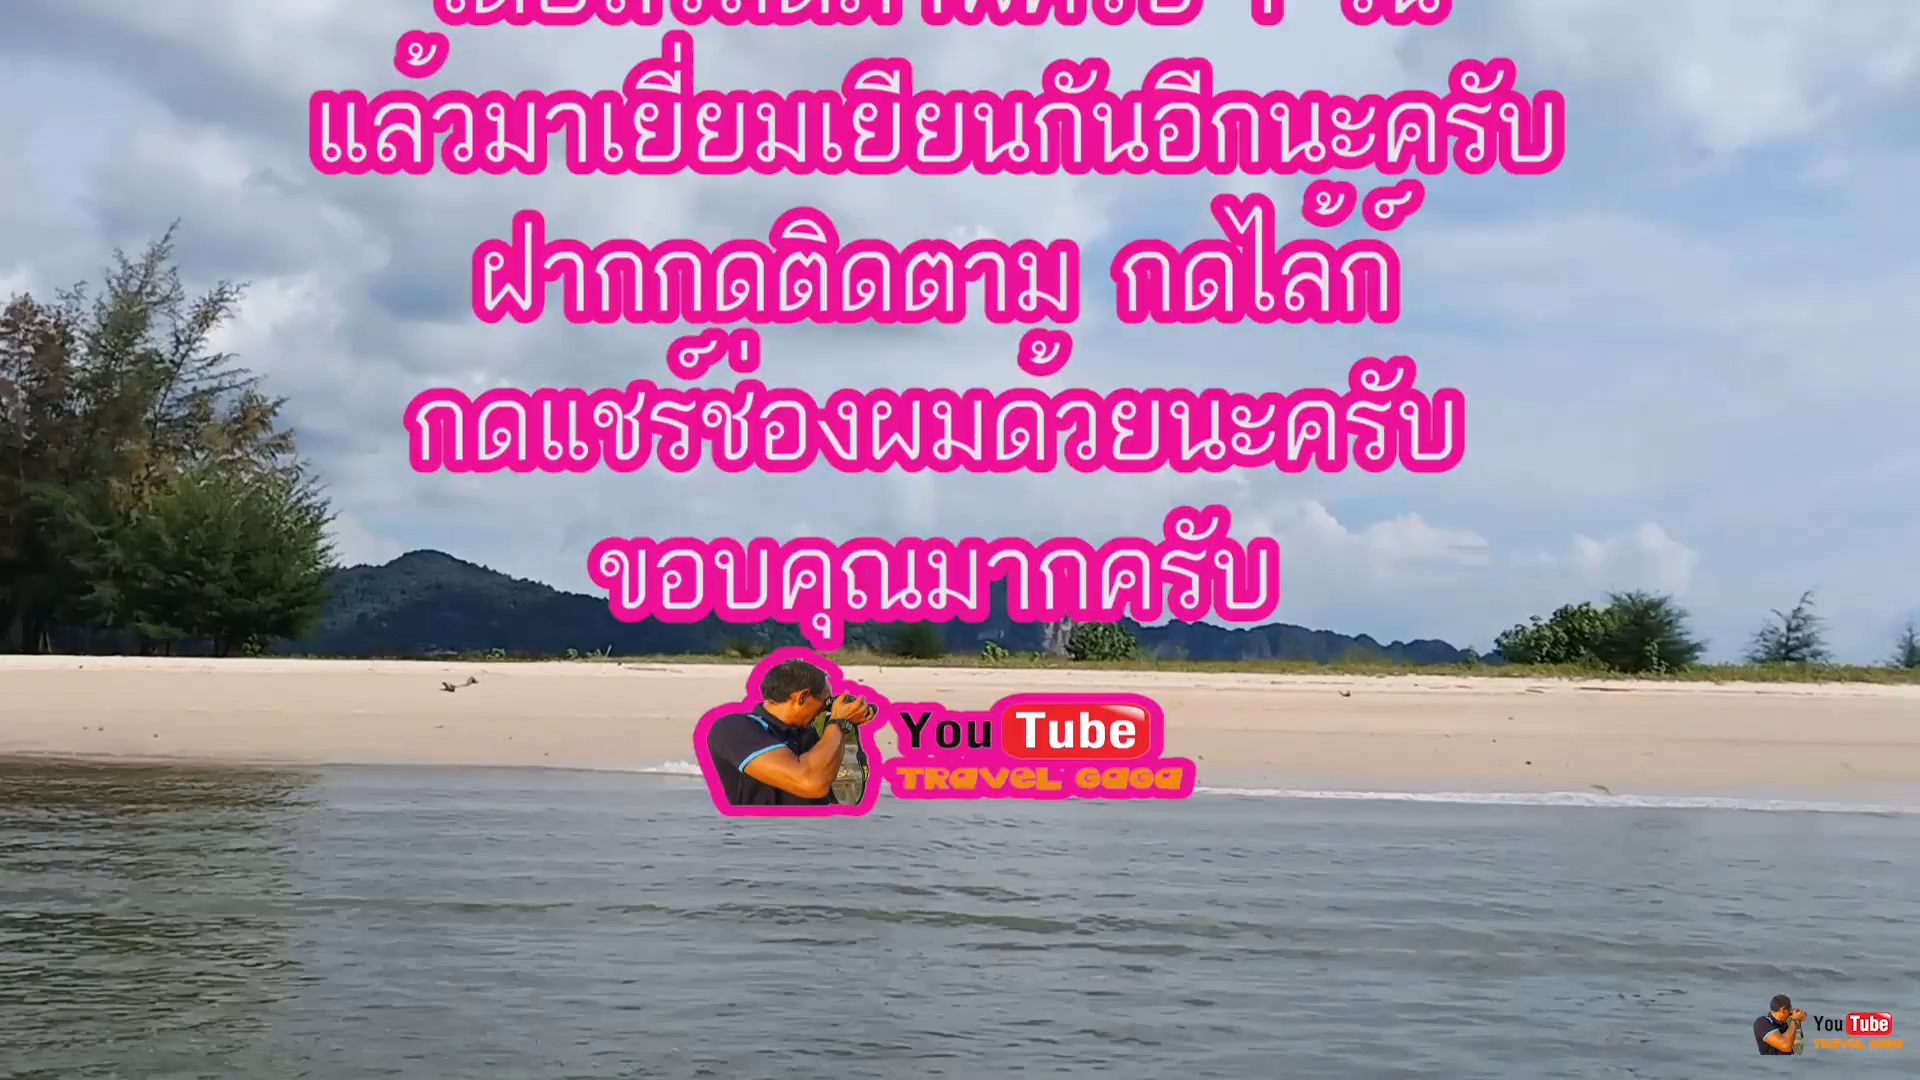 แล้วมาเยี่ยมเยียนกันอีกนะครับ
ฝากกดติดตาม กดไล้ก์
กดแชร์ช่องผมด้วยนะครับ
ขอบคุณมากครับ
YouTube
TRAVEL GAGA
YouTube
TRAVEL GAGA